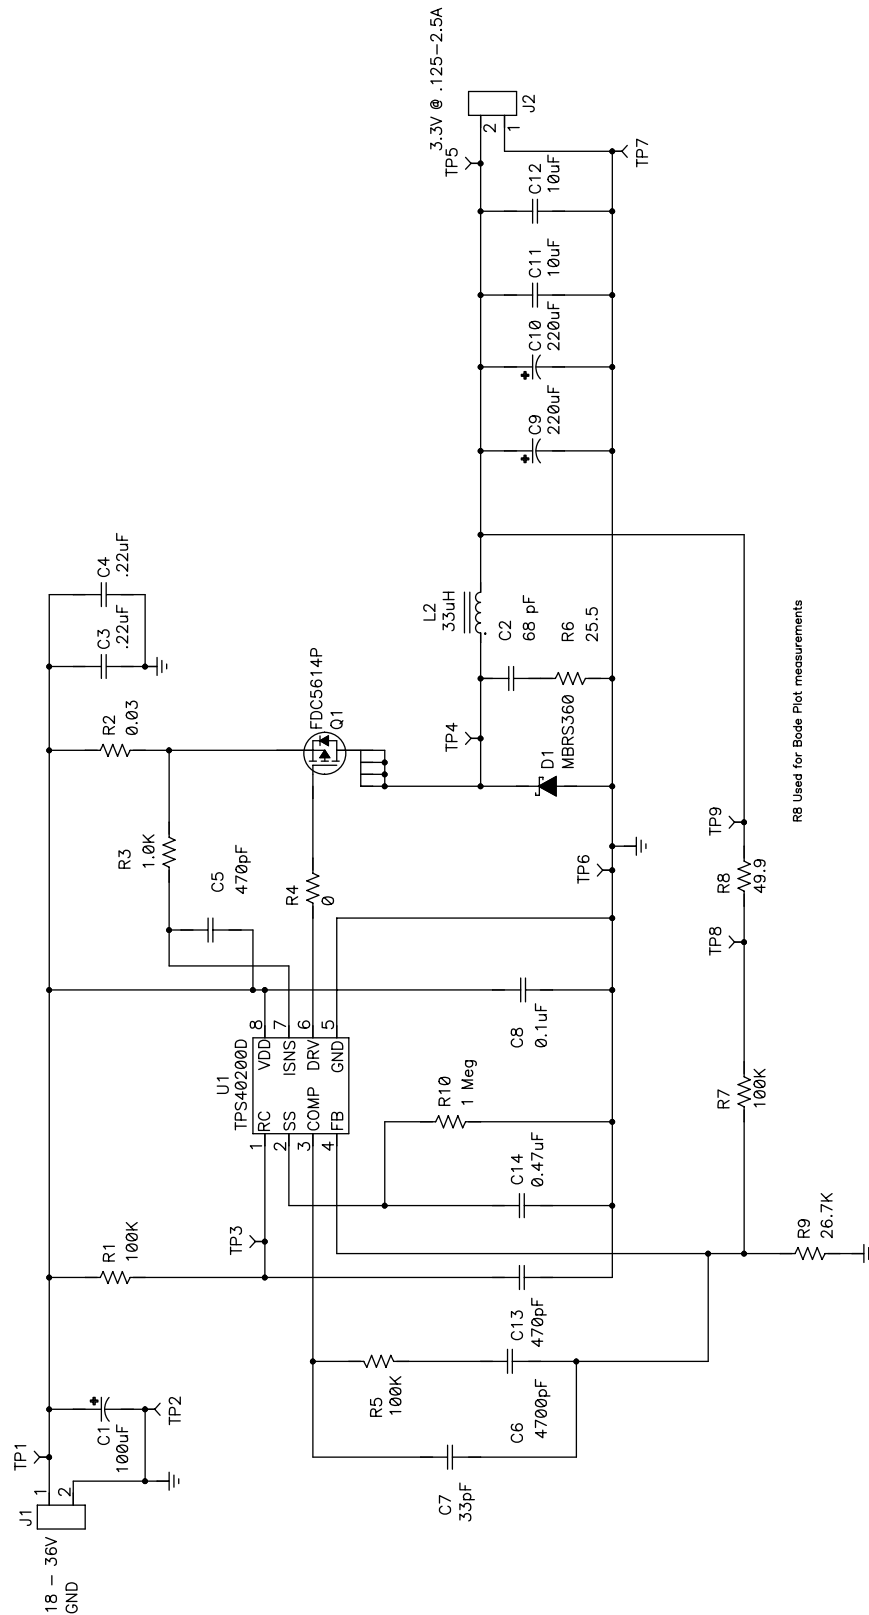 18 - 36V
GND
J1
1
2
TP1
C1
100uF
TP2
R1
100K
TP3
C7
33pF
R5
100K
C6
4700pF
C13
470pF
C14
0.47uF
R10
1 Meg
U1
TPS40200D
1
2
3
4
RC
SS
COMP
FB
VDD
ISNS
DRV
GND
8
7
6
5
C8
0.1uF
C5
470pF
R3
1.0K
R4
0
R2
0.03
C3
.22uF
C4
.22uF
FDC5614P
Q1
TP4
D1
MBRS360
TP6
L2
33uH
C2
68 pF
R6
25.5
C9
220uF
C10
220uF
C11
10uF
C12
10uF
TP5
3.3V @ .125-2.5A
2
1
J2
TP7
R9
26.7K
R7
100K
TP8
R8
49.9
TP9
R8 Used for Bode Plot measurements